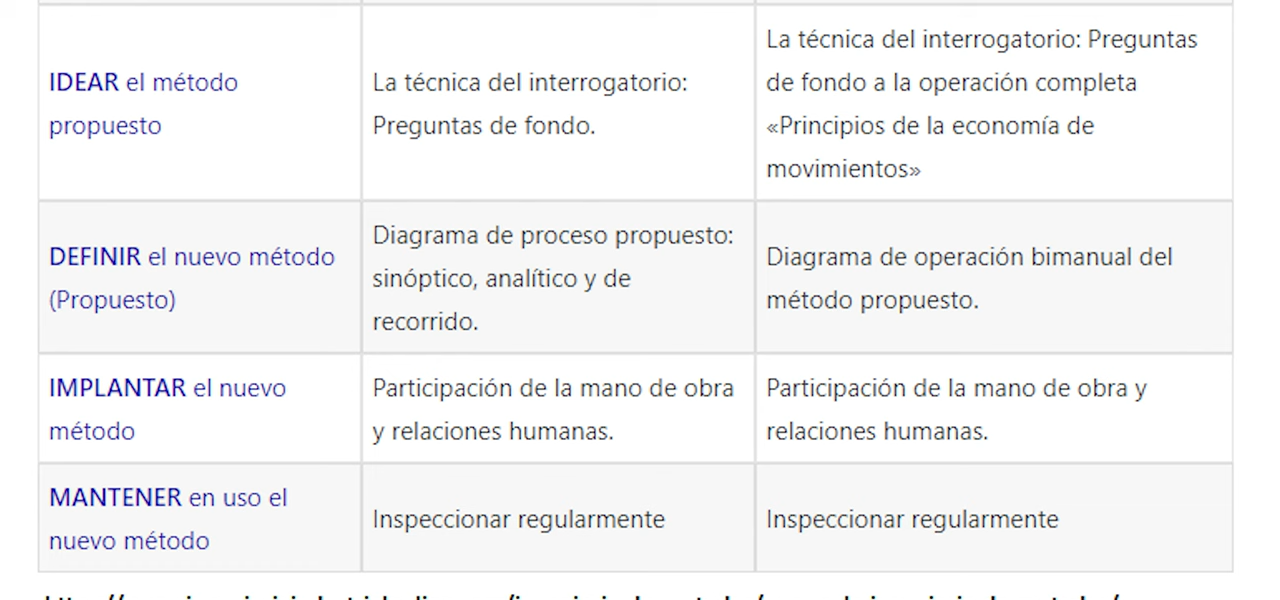 IDEAR el método
propuesto
La técnica del interrogatorio:
Preguntas de fondo.
La técnica del interrogatorio: Preguntas
de fondo a la operación completa
«Principios de la economía de
movimientos»
DEFINIR el nuevo método
(Propuesto)
Diagrama de proceso propuesto:
sinóptico, analítico y de
recorrido.
Diagrama de operación bimanual del
método propuesto.
IMPLANTAR el nuevo
método
Participación de la mano de obra
y relaciones humanas.
Participación de la mano de obra y
relaciones humanas.
MANTENER en uso el
nuevo método
Inspeccionar regularmente
Inspeccionar regularmente